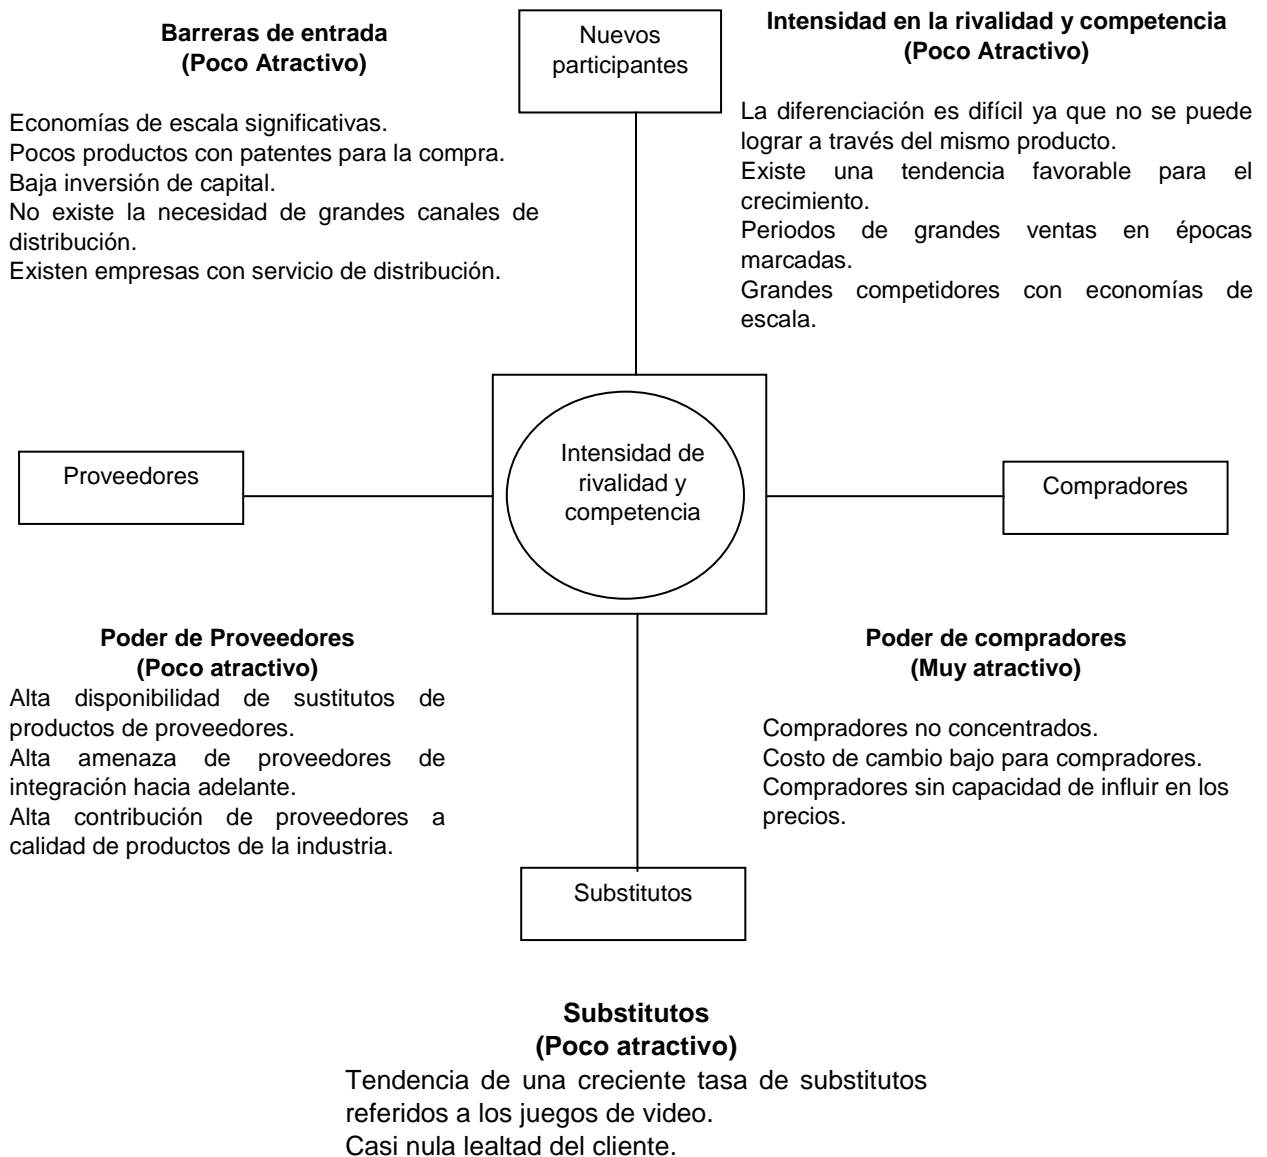 Barreras de entrada
(Poco Atractivo)
Economías de escala significativas.
Pocos productos con patentes para la compra.
Baja inversión de capital.
No existe la necesidad de grandes canales de
distribución.
Existen empresas con servicio de distribución.
Nuevos
participantes
Intensidad en la rivalidad y competencia
(Poco Atractivo)
La diferenciación es difícil ya que no se puede
lograr a través del mismo producto.
Existe una tendencia favorable para el
crecimiento.
Periodos de grandes ventas en épocas
marcadas.
Grandes competidores con economías de
escala.
Proveedores
Intensidad de
rivalidad y
competencia
Compradores
Poder de Proveedores
(Poco atractivo)
Alta disponibilidad de sustitutos de
productos de proveedores.
Alta amenaza de proveedores de
integración hacia adelante.
Alta contribución de proveedores a
calidad de productos de la industria.
Poder de compradores
(Muy atractivo)
Compradores no concentrados.
Costo de cambio bajo para compradores.
Compradores sin capacidad de influir en los
precios.
Substitutos
Substitutos
(Poco atractivo)
Tendencia de una creciente tasa de substitutos
referidos a los juegos de video.
Casi nula lealtad del cliente.